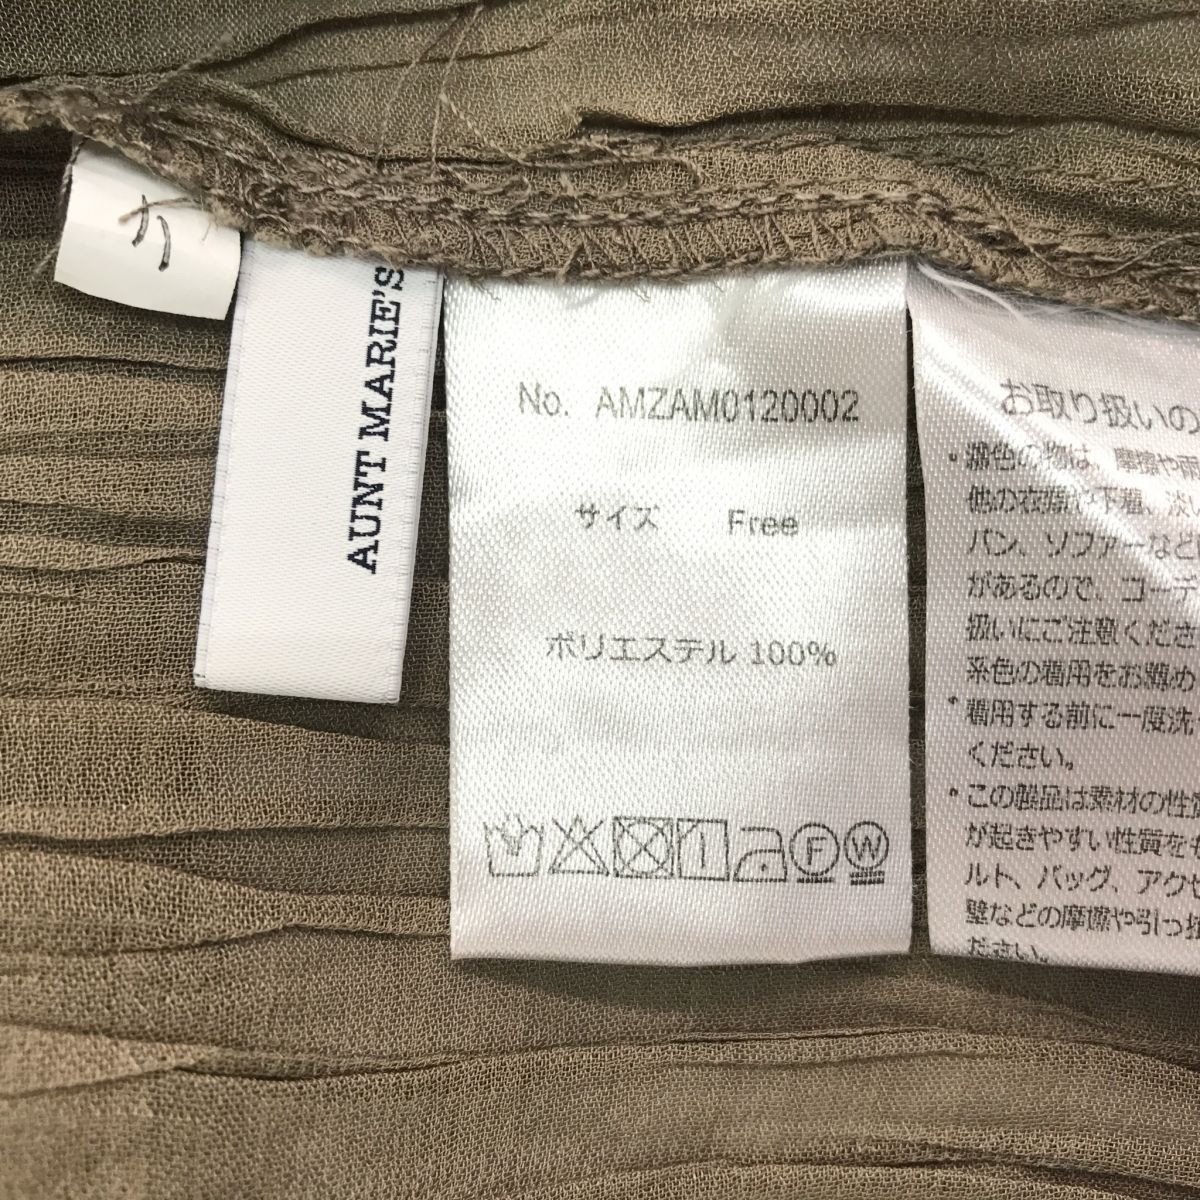 カ
AUNT MARIE'S
No. AMZAM0120002
サイズ Free
ポリエステル 100%
F W
お取り扱いの
・濃色の物は、摩擦や雨
他の衣類や下着、淡
バン、ソファーなど
があるので、コーデ
扱いにご注意くださ
系色の着用をお薦め
・着用する前に一度洗
ください。
・この製品は素材の性
が起きやすい性質をも
ルト、バッグ、アクセ
壁などの摩擦や引っ掛
ださい。